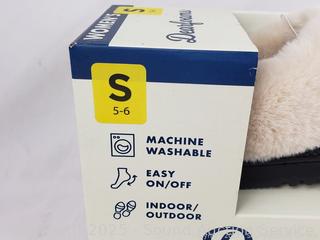 WOMEN'S
S
Dearfoams
S
5-6
MACHINE
WASHABLE
EASY
ON/OFF
INDOOR/
OUTDOOR